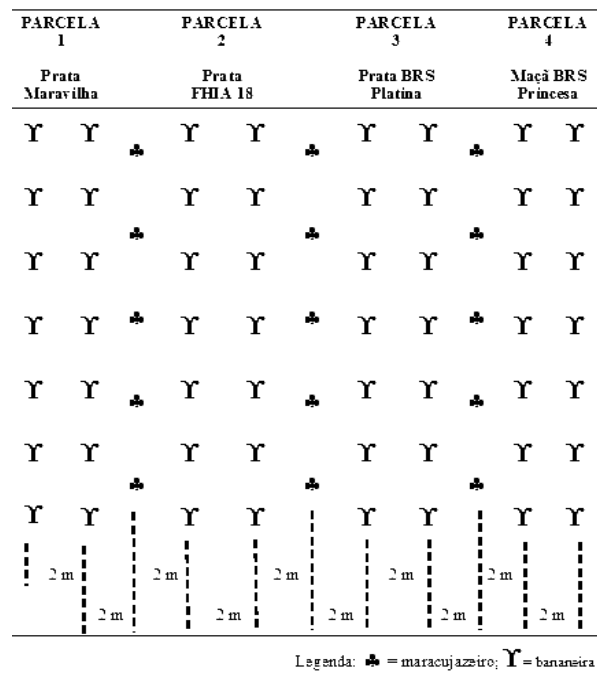 PARCELA PARCELA PARCELA PARCELA
1 2 3 4
Prata Prata Prata BRS Maçã BRS
Maravilha FHIA 18 Platina Princesa
ϒ ϒ ϒ ϒ ϒ ϒ ϒ ϒ
♣ ♣ ♣
ϒ ϒ ϒ ϒ ϒ ϒ ϒ ϒ
♣ ♣ ♣
ϒ ϒ ϒ ϒ ϒ ϒ ϒ ϒ
ϒ ϒ ♣ ϒ ϒ ♣ ϒ ϒ ♣ ϒ ϒ
ϒ ϒ ϒ ϒ ϒ ϒ ϒ ϒ
♣ ♣ ♣
ϒ ϒ ϒ ϒ ϒ ϒ ϒ ϒ
♣ ♣ ♣
ϒ ϒ ϒ ϒ ϒ ϒ ϒ ϒ
2 m 2 m 2 m 2 m 2 m
2 m 2 m 2 m 2 m
Legenda: ♣ = maracujazeiro; ϒ = bananeira